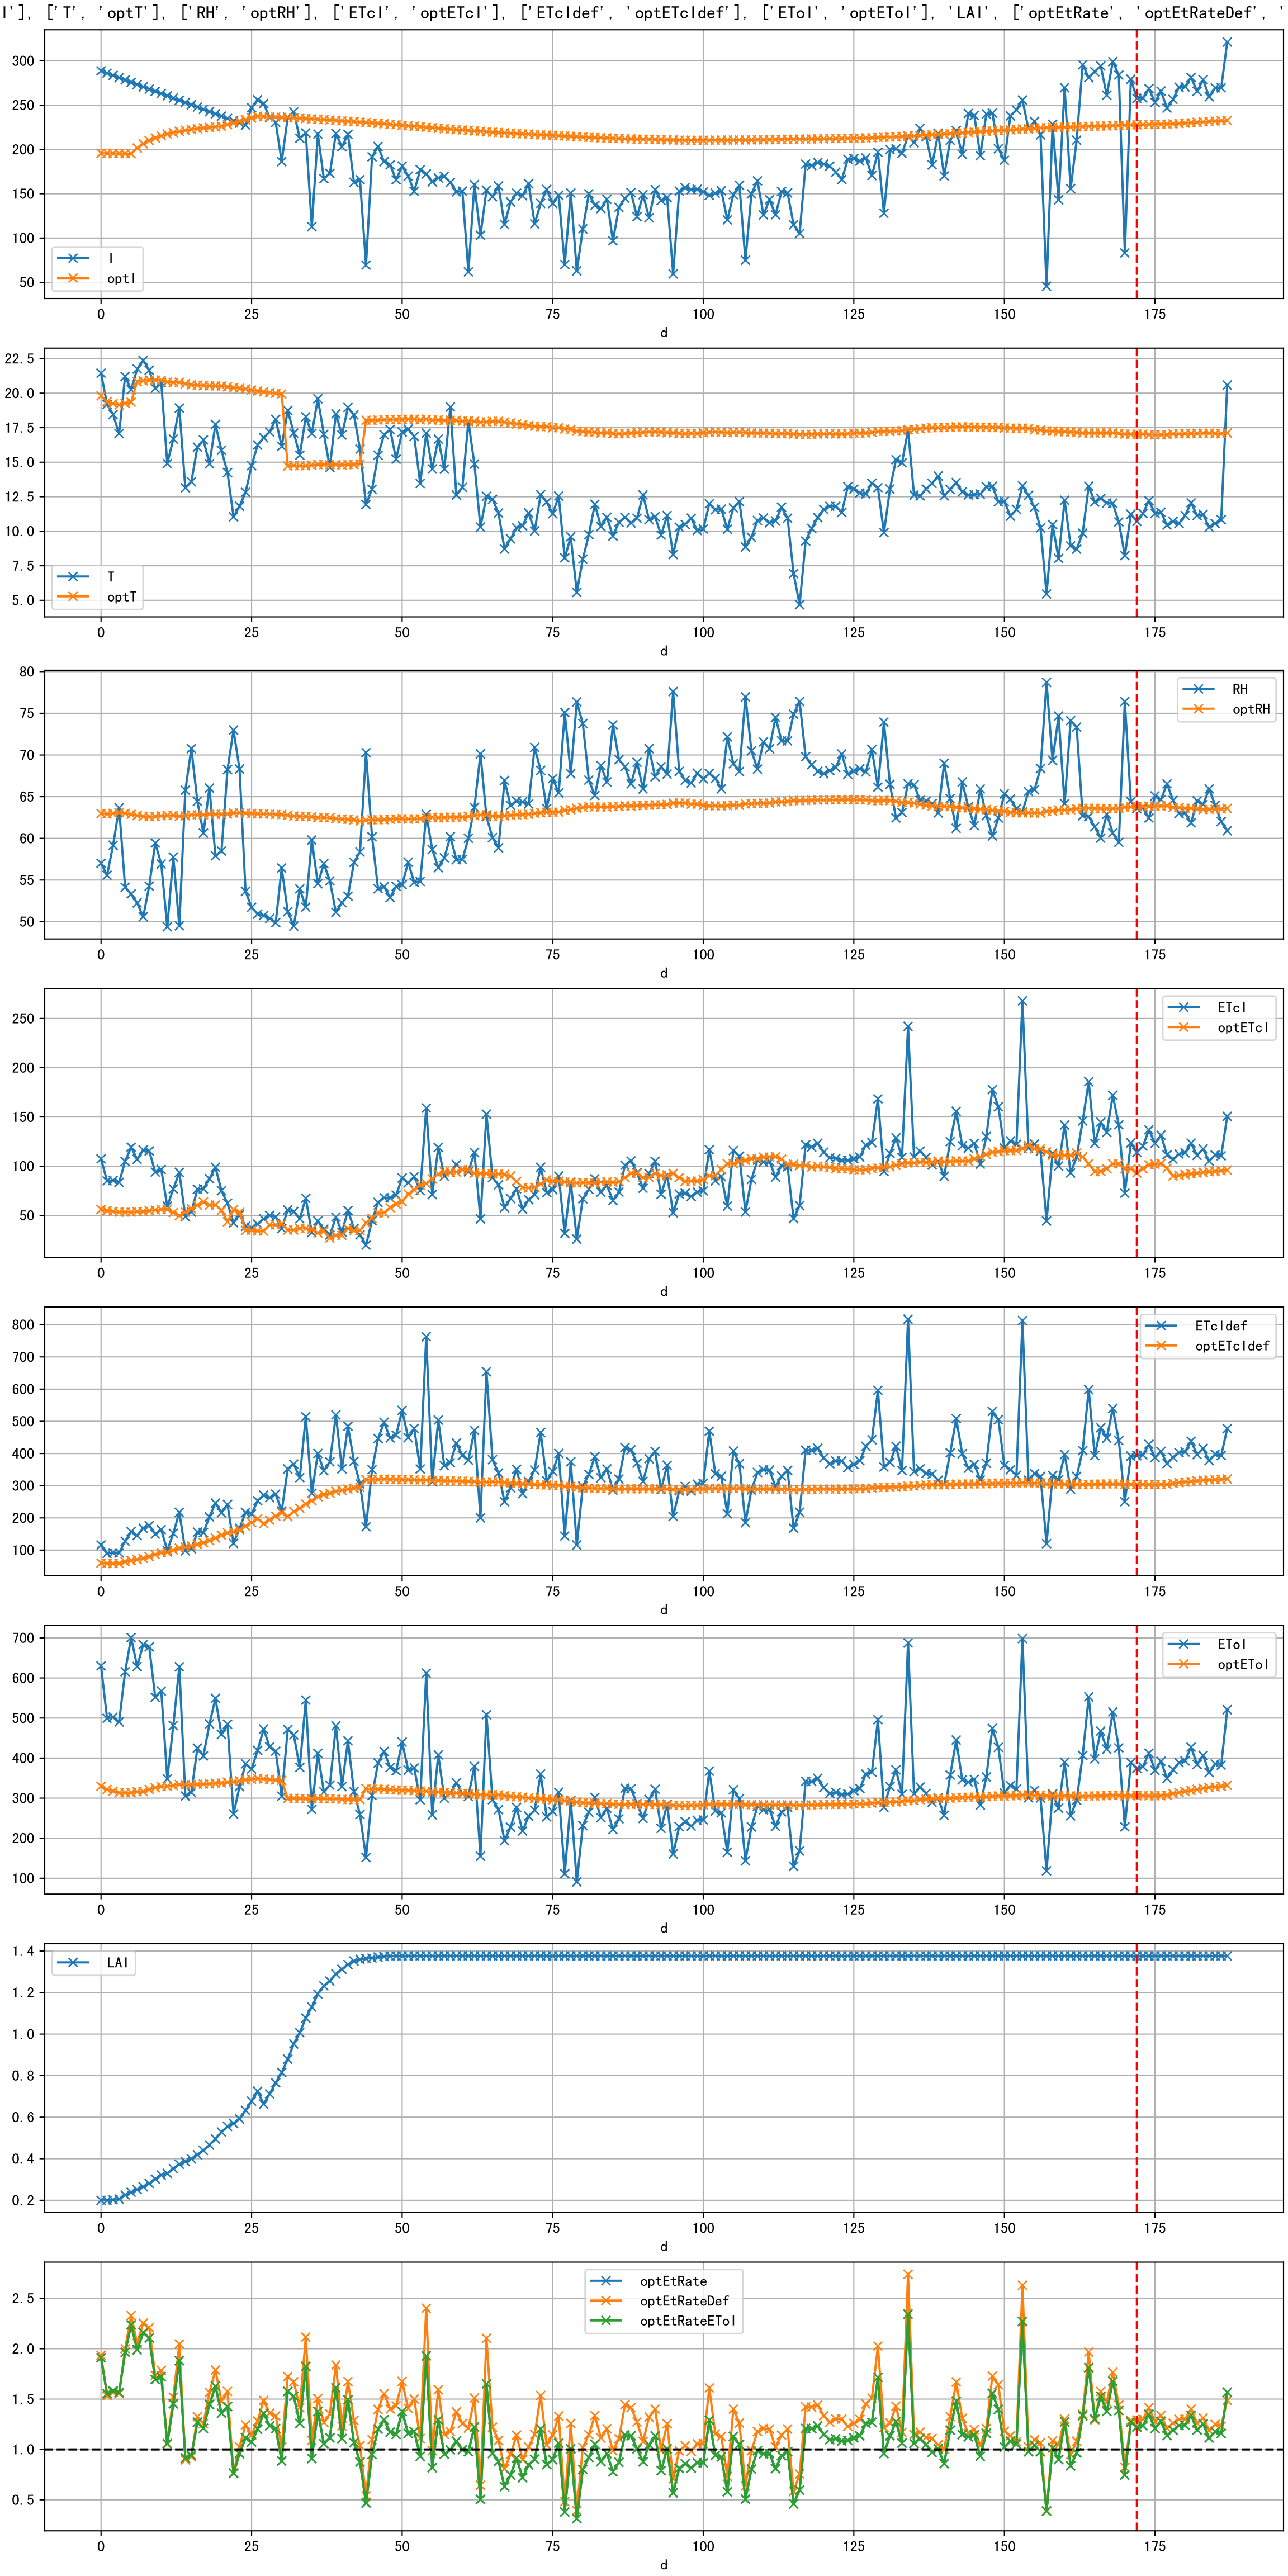 I'], ['T', 'optT'], ['RH', 'optRH'], ['ETcI', 'optETcI'], ['ETcIdef', 'optETcIdef'], ['EToI', 'optEToI'], 'LAI', ['optEtRate', 'optEtRateDef', '
300
250
200
150
100
50
I
optI
0 25 50 75 100 125 150 175
d
22.5
20.0
17.5
15.0
12.5
10.0
7.5
5.0
T
optT
0 25 50 75 100 125 150 175
d
80
75
70
65
60
55
50
RH
optRH
0 25 50 75 100 125 150 175
d
250
200
150
100
50
ETcI
optETcI
0 25 50 75 100 125 150 175
d
800
700
600
500
400
300
200
100
ETcIdef
optETcIdef
0 25 50 75 100 125 150 175
d
700
600
500
400
300
200
100
EToI
optEToI
0 25 50 75 100 125 150 175
d
1.4
1.2
1.0
0.8
0.6
0.4
0.2
LAI
0 25 50 75 100 125 150 175
d
2.5
2.0
1.5
1.0
0.5
optEtRate
optEtRateDef
optEtRateEToI
0 25 50 75 100 125 150 175
d